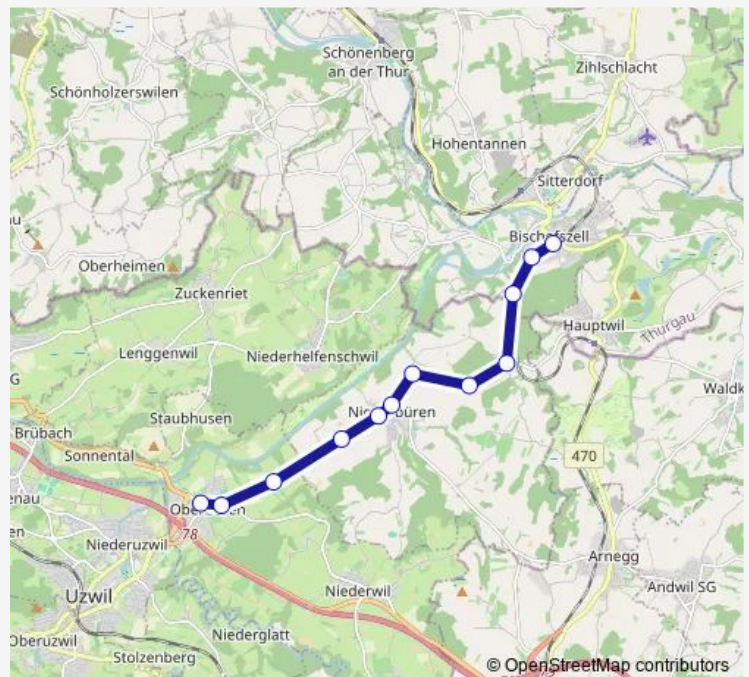 Schönenberg
an der Thur
Zihlschlacht
Schönholzerswilen
Hohentannen
Sitterdorf
Bischofszell
Oberheimen
Zuckenriet
Hauptwil
Thurgau
Lenggenwil
Niederhelfenschwil
Staubhusen
Brübach
Sonnental
470
78
Niederuzwil
Arnegg
Uzwil
Niederwil
Andwil SG
Oberuzwil
Niederglatt
Stolzenberg
© OpenStreetMap contributors